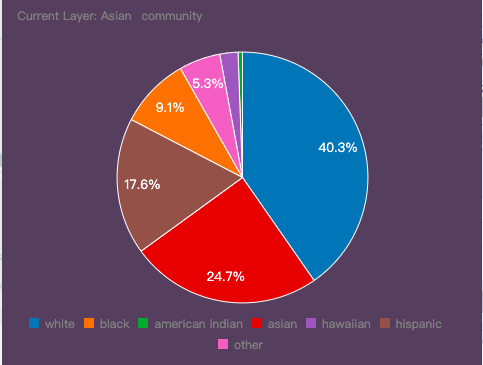 Current Layer: Asian community
5.3%
9.1%
40.3%
17.6%
24.7%
white black american indian asian hawaiian hispanic
other